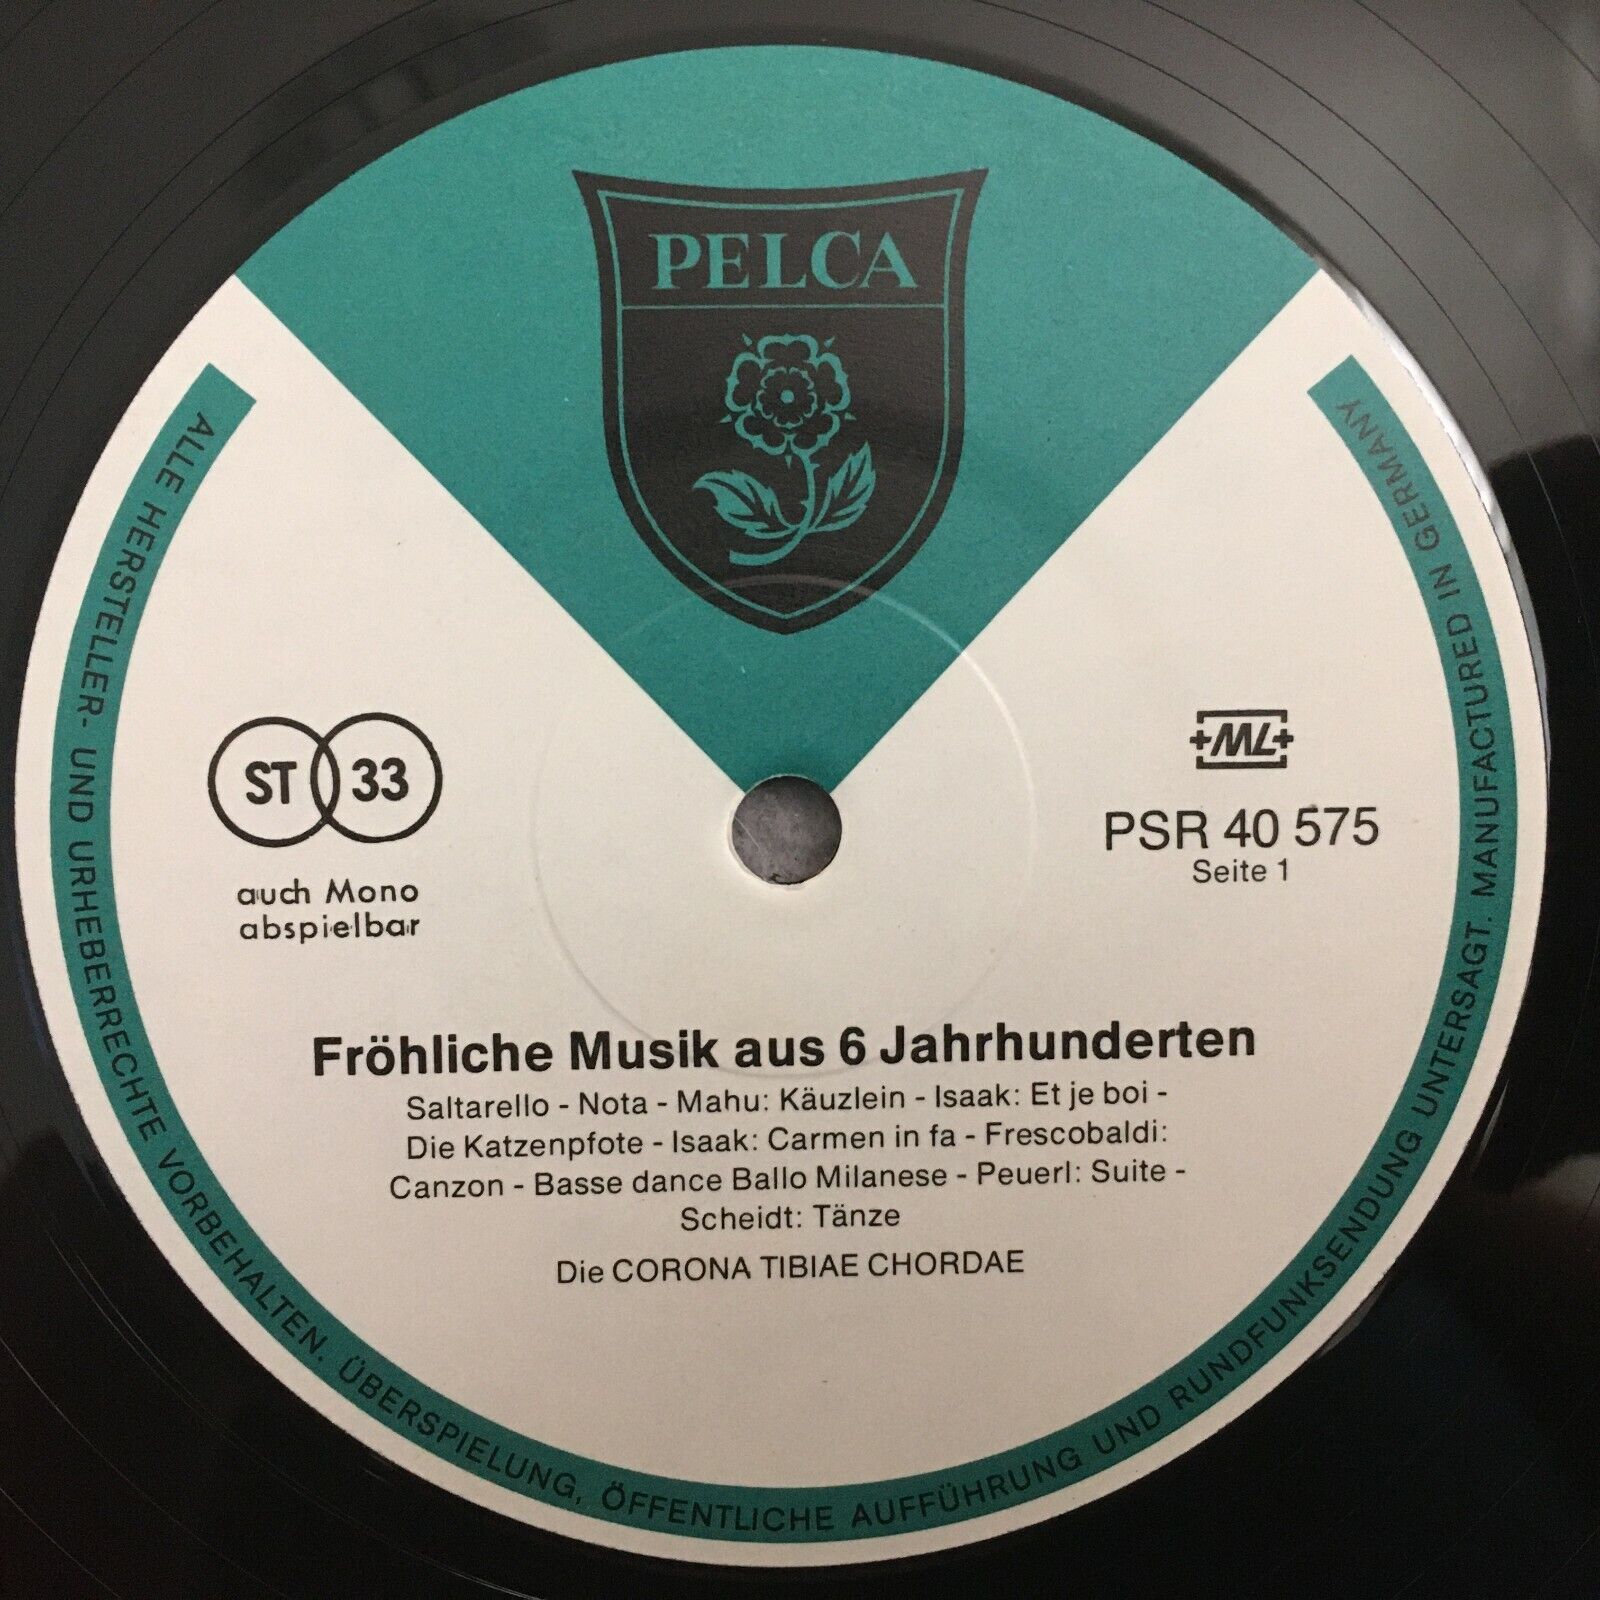 PELCA
ST 33
auch Mono
abspielbar
ML
PSR 40 575
Seite 1
Fröhliche Musik aus 6 Jahrhunderten
Saltarello - Nota - Mahu: Käuzlein - Isaak: Et je boi -
Die Katzenpfote - Isaak: Carmen in fa - Frescobaldi:
Canzon - Basse dance Ballo Milanese - Peuerl: Suite -
Scheidt: Tänze
Die CORONA TIBIAE CHORDAE
ALLE HERSTELLER- UND URHEBERRECHTE VORBEHALTEN. ÜBERSPIELUNG, ÖFFENTLICHE AUFFÜHRUNG UND RUNDFUNKSENDUNG UNTERSAGT. MANUFACTURED IN GERMANY